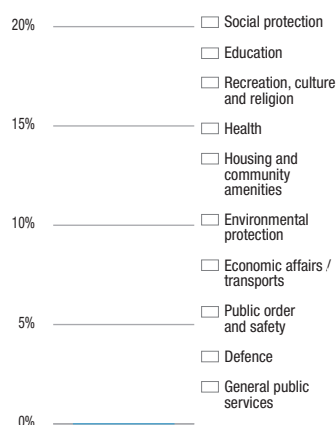 20%
Social protection
Education
Recreation, culture
and religion
15%
Health
Housing and
community
amenities
10%
Environmental
protection
Economic affairs /
transports
5%
Public order
and safety
Defence
General public
services
0%